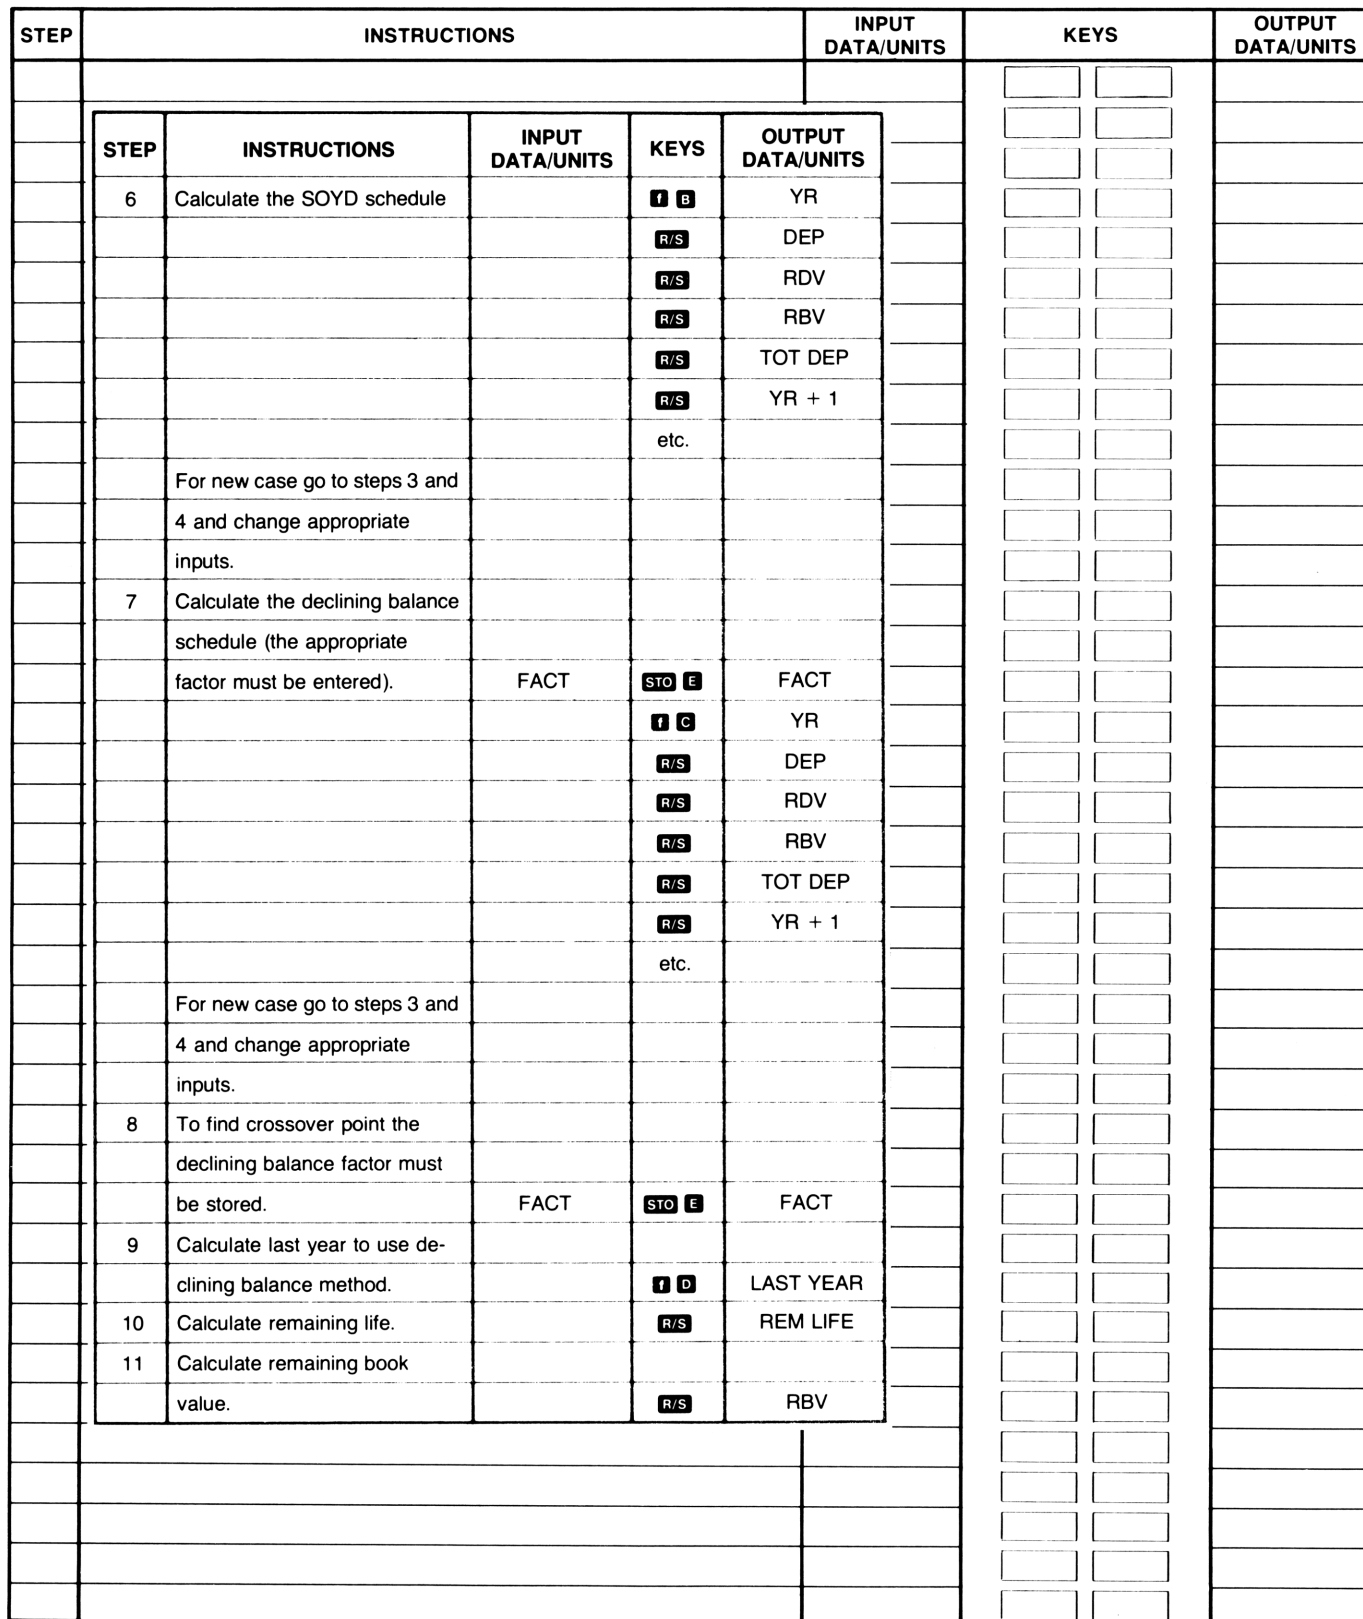 STEP INSTRUCTIONS INPUT DATA/UNITS KEYS OUTPUT DATA/UNITS
STEP INSTRUCTIONS INPUT DATA/UNITS KEYS OUTPUT DATA/UNITS
6 Calculate the SOYD schedule f B YR
R/S DEP
R/S RDV
R/S RBV
R/S TOT DEP
R/S YR + 1
etc.
For new case go to steps 3 and
4 and change appropriate
inputs.
7 Calculate the declining balance
schedule (the appropriate
factor must be entered). FACT STO E FACT
f C YR
R/S DEP
R/S RDV
R/S RBV
R/S TOT DEP
R/S YR + 1
etc.
For new case go to steps 3 and
4 and change appropriate
inputs.
8 To find crossover point the
declining balance factor must
be stored. FACT STO E FACT
9 Calculate last year to use de-
clining balance method. f D LAST YEAR
10 Calculate remaining life. R/S REM LIFE
11 Calculate remaining book
value. R/S RBV